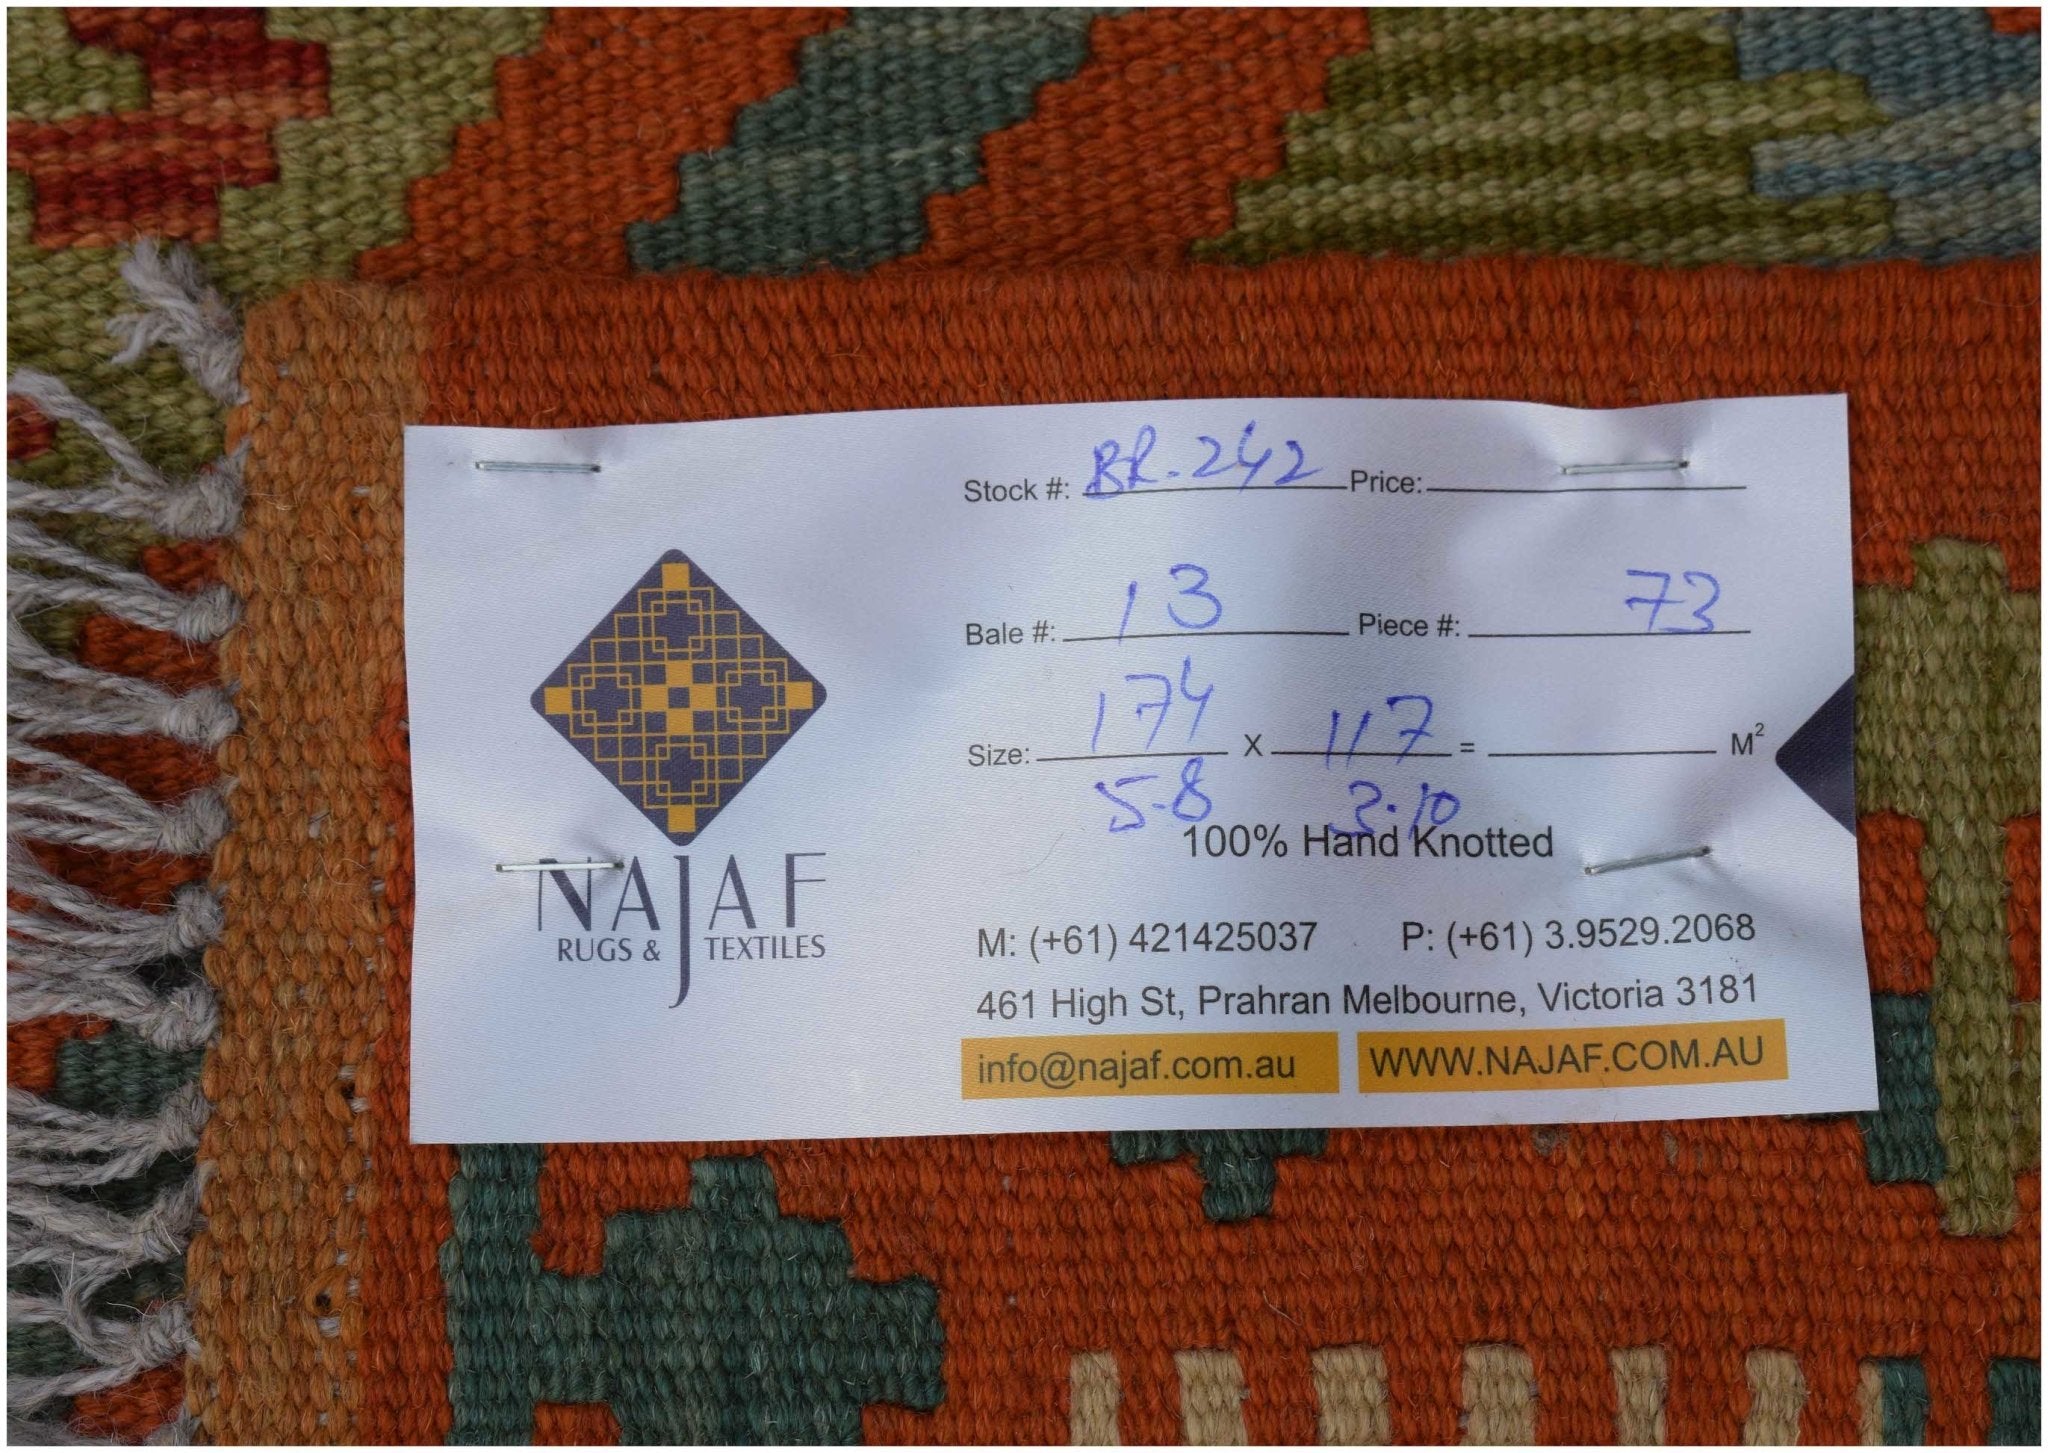 Stock #: BR-242 Price:
Bale #: 13 Piece #: 73
Size: 174 X 117 = M²
5-8 3-10
100% Hand Knotted
NAJAF
RUGS & TEXTILES
M: (+61) 421425037 P: (+61) 3.9529.2068
461 High St, Prahran Melbourne, Victoria 3181
info@najaf.com.au WWW.NAJAF.COM.AU